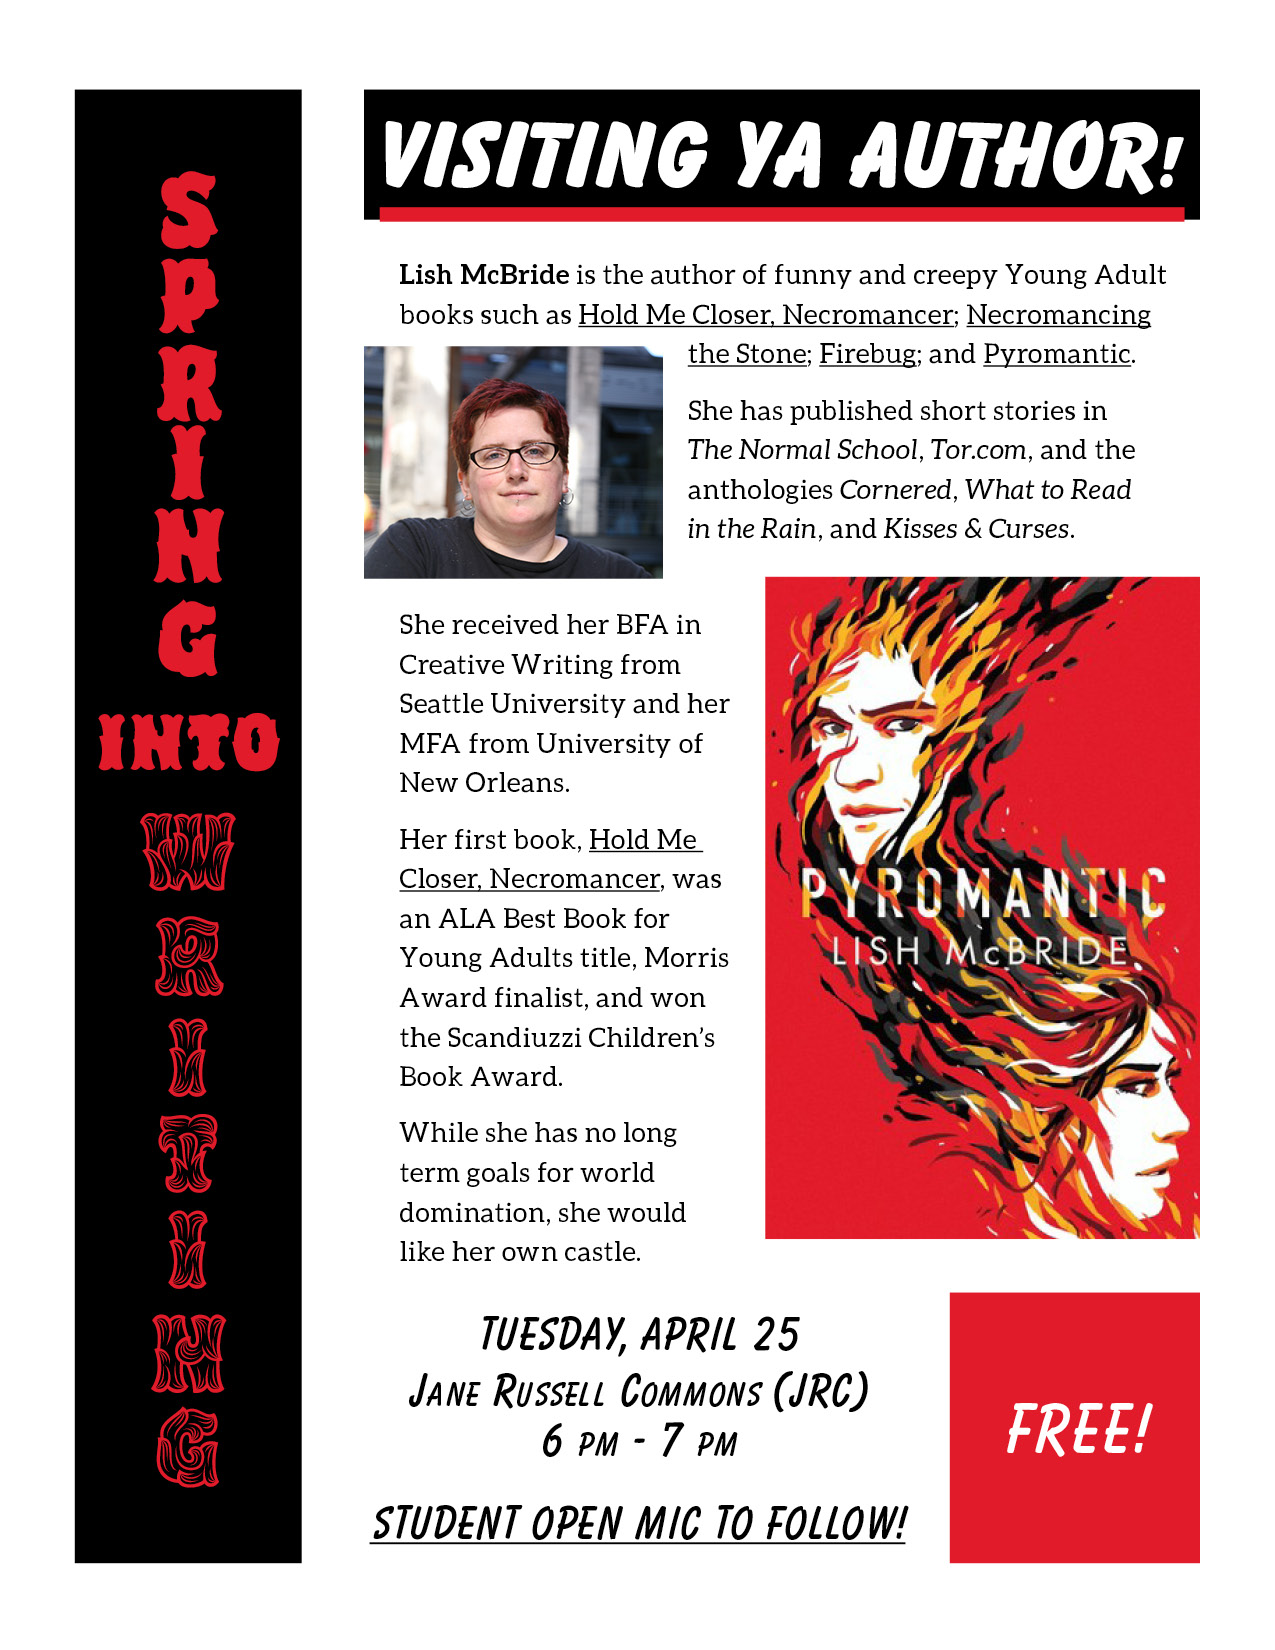 SPRING
INTO
WRITING
VISITING YA AUTHOR!
Lish McBride is the author of funny and creepy Young Adult
books such as Hold Me Closer, Necromancer; Necromancing
the Stone; Firebug; and Pyromantic.
She has published short stories in
The Normal School, Tor.com, and the
anthologies Cornered, What to Read
in the Rain, and Kisses & Curses.
She received her BFA in
Creative Writing from
Seattle University and her
MFA from University of
New Orleans.
Her first book, Hold Me
Closer, Necromancer, was
an ALA Best Book for
Young Adults title, Morris
Award finalist, and won
the Scandiuzzi Children’s
Book Award.
While she has no long
term goals for world
domination, she would
like her own castle.
PYROMANTIC
LISH McBRIDE
TUESDAY, APRIL 25
JANE RUSSELL COMMONS (JRC)
6 PM - 7 PM
STUDENT OPEN MIC TO FOLLOW!
FREE!